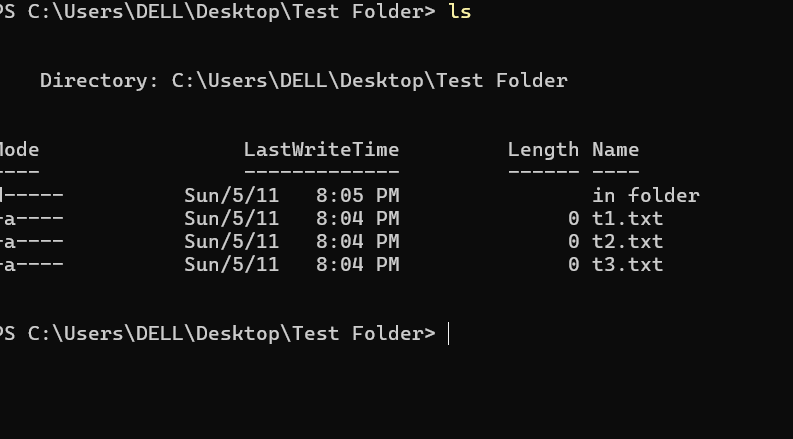 PS C:\Users\DELL\Desktop\Test Folder> ls
Directory: C:\Users\DELL\Desktop\Test Folder
Mode                 LastWriteTime         Length Name
----                 -------------         ------ ----
d-----          Sun/5/11   8:05 PM                in folder
-a----          Sun/5/11   8:04 PM              0 t1.txt
-a----          Sun/5/11   8:04 PM              0 t2.txt
-a----          Sun/5/11   8:04 PM              0 t3.txt
PS C:\Users\DELL\Desktop\Test Folder>